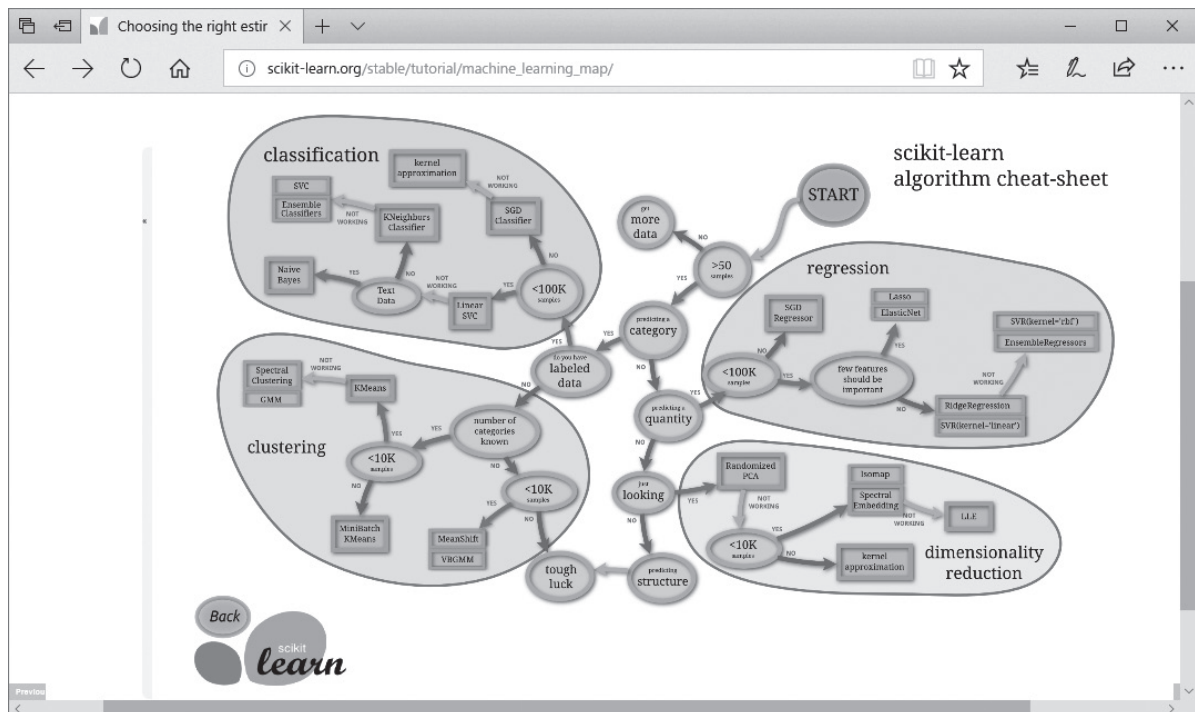 Choosing the right estir
scikit-learn.org/stable/tutorial/machine_learning_map/
scikit-learn
algorithm cheat-sheet
START
get
more
data
NO
>50
samples
YES
predicting a
category
YES
NO
do you have
labeled
data
YES
NO
predicting a
quantity
YES
NO
just
looking
YES
NO
predicting
structure
tough
luck
classification
kernel
approximation
NOT
WORKING
SGD
Classifier
NO
<100K
samples
YES
Linear
SVC
NOT
WORKING
Text
Data
YES
Naive
Bayes
NO
KNeighbors
Classifier
NOT
WORKING
SVC
Ensemble
Classifiers
regression
<100K
samples
NO
SGD
Regressor
YES
few features
should be
important
YES
Lasso
ElasticNet
NO
RidgeRegression
SVR(kernel='linear')
NOT
WORKING
SVR(kernel='rbf')
EnsembleRegressors
clustering
number of
categories
known
YES
<10K
samples
YES
KMeans
NOT
WORKING
Spectral
Clustering
GMM
NO
MiniBatch
KMeans
NO
<10K
samples
YES
MeanShift
VBGMM
NO
dimensionality
reduction
Randomized
PCA
NOT
WORKING
<10K
samples
YES
Isomap
Spectral
Embedding
NOT
WORKING
LLE
NO
kernel
approximation
Back
scikit
learn
Previou